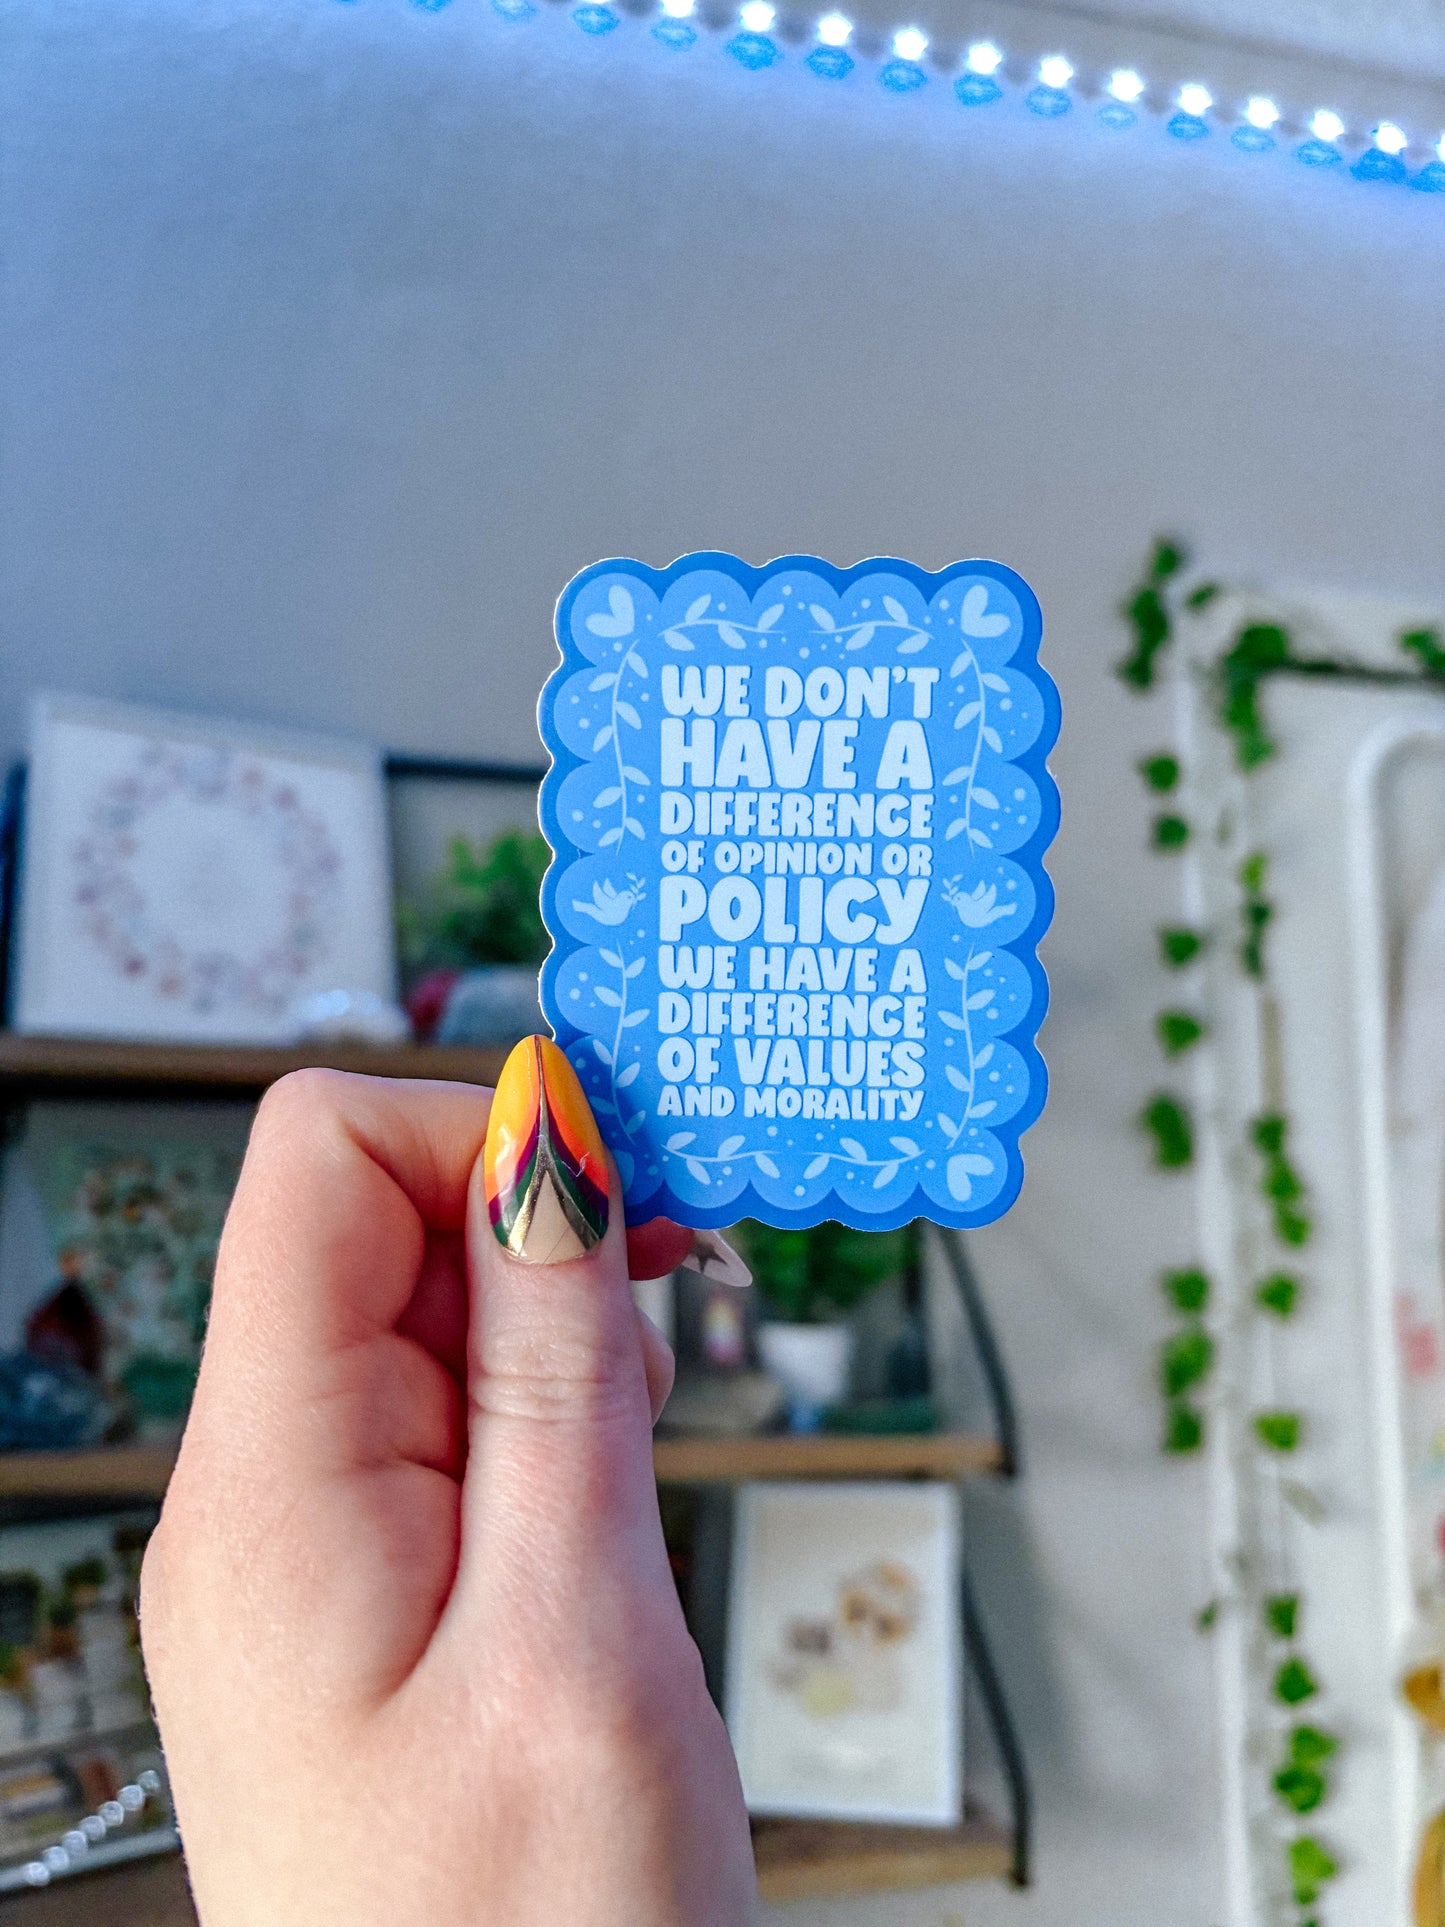 WE DON'T
HAVE A
DIFFERENCE
OF OPINION OR
POLICY
WE HAVE A
DIFFERENCE
OF VALUES
AND MORALITY